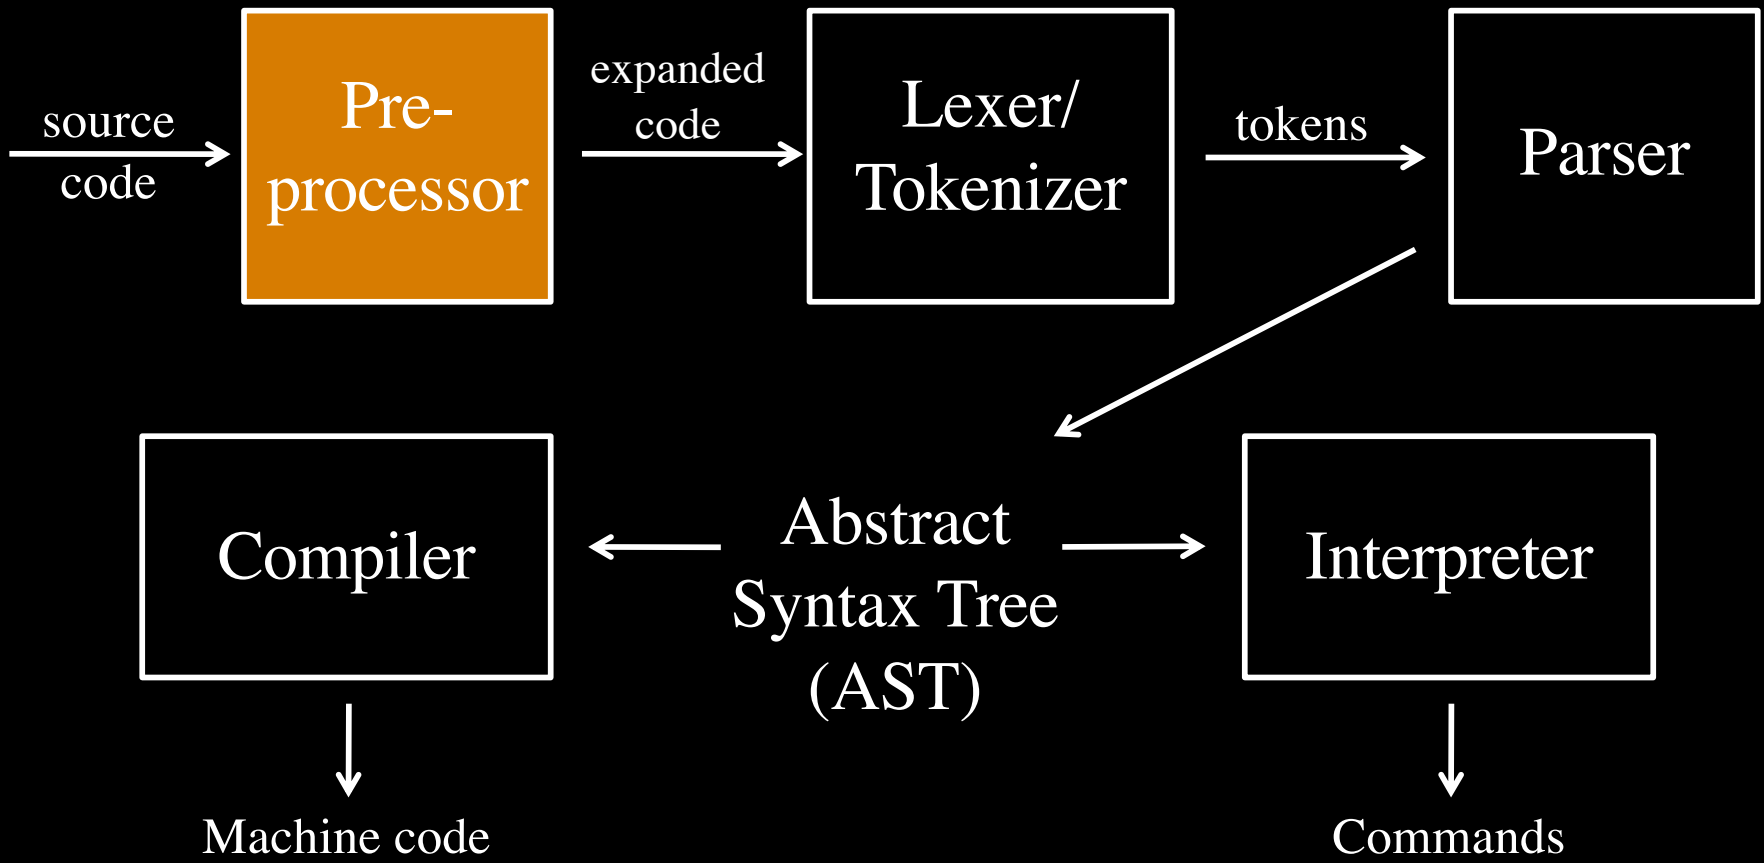 source
code
Pre-
processor
expanded
code
Lexer/
Tokenizer
tokens
Parser
Compiler
Abstract
Syntax Tree
(AST)
Interpreter
Machine code
Commands